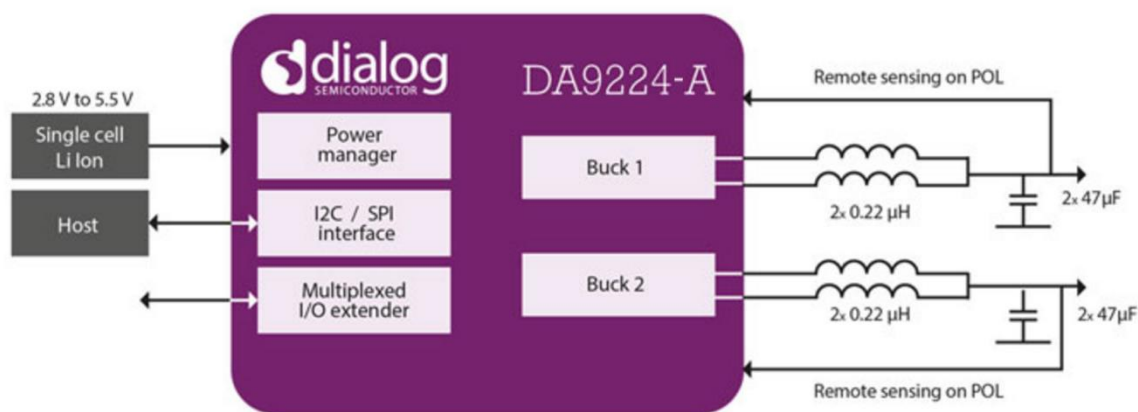 dialog
SEMICONDUCTOR
DA9224-A
2.8 V to 5.5 V
Single cell
Li Ion
Host
Power
manager
I2C / SPI
interface
Multiplexed
I/O extender
Buck 1
Buck 2
Remote sensing on POL
2x 0.22 μH
2x 47μF
2x 0.22 μH
2x 47μF
Remote sensing on POL